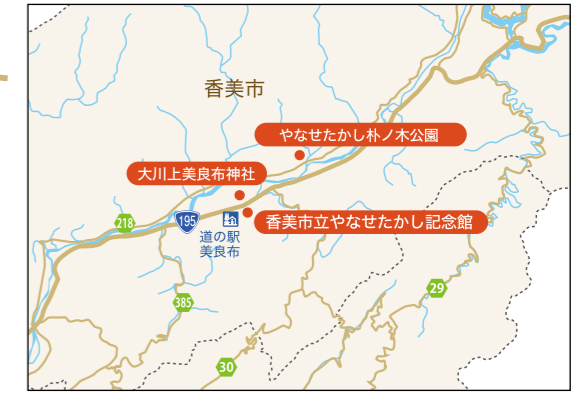 香美市
やなせたかし朴ノ木公園
大川上美良布神社
香美市立やなせたかし記念館
218
195
道の駅
美良布
29
385
30